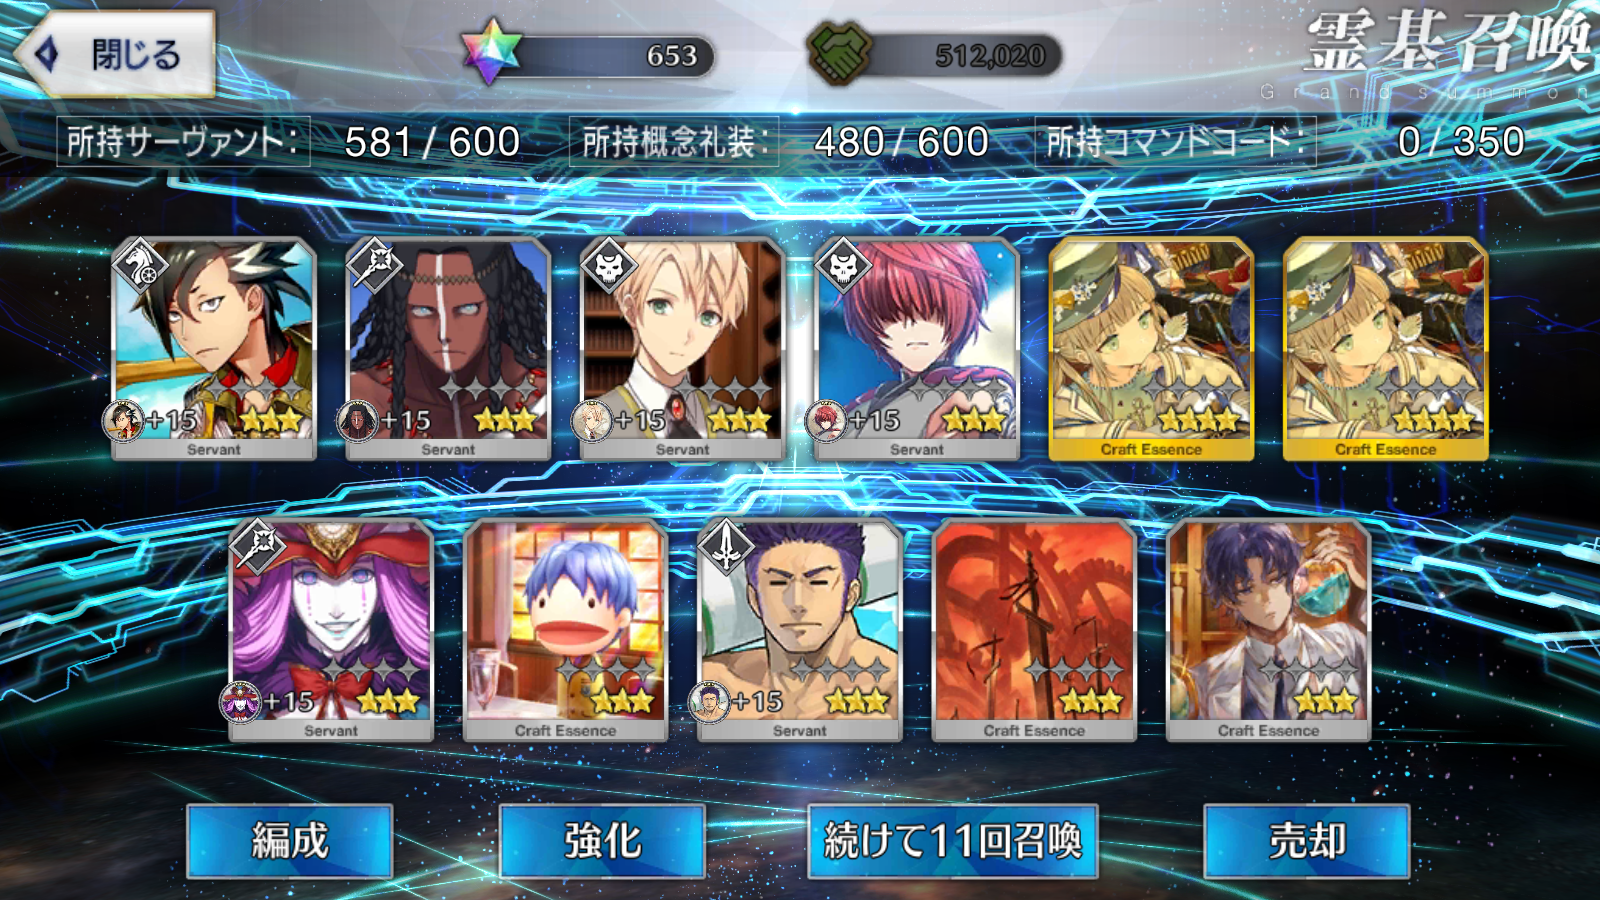 閉じる
653
512,020
霊基召喚
Grand summon
所持サーヴァント: 581 / 600
所持概念礼装: 480 / 600
所持コマンドコード: 0 / 350
+15
+15
+15
+15
Servant
Servant
Servant
Servant
Craft Essence
Craft Essence
+15
+15
Servant
Craft Essence
Servant
Craft Essence
Craft Essence
編成
強化
続けて11回召喚
売却